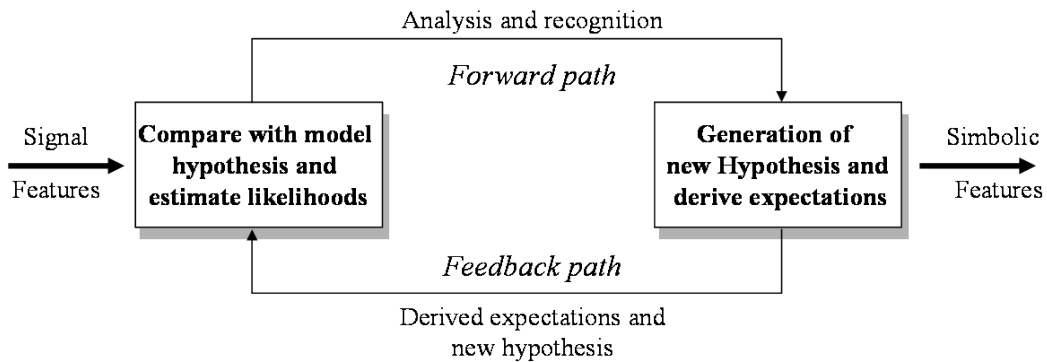 Analysis and recognition
Forward path
Signal
Features
Compare with model
hypothesis and
estimate likelihoods
Generation of
new Hypothesis and
derive expectations
Simbolic
Features
Feedback path
Derived expectations and
new hypothesis